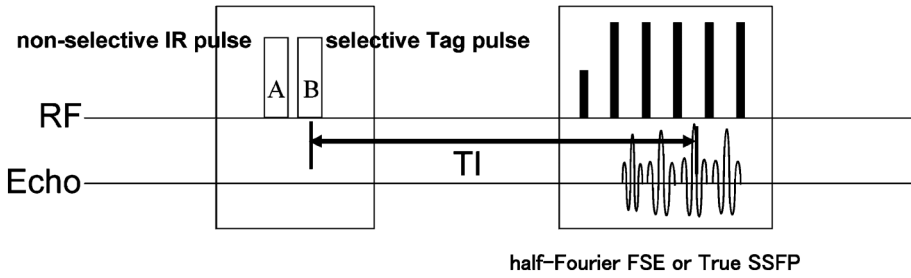 non-selective IR pulse
selective Tag pulse
A
B
RF
TI
Echo
half-Fourier FSE or True SSFP